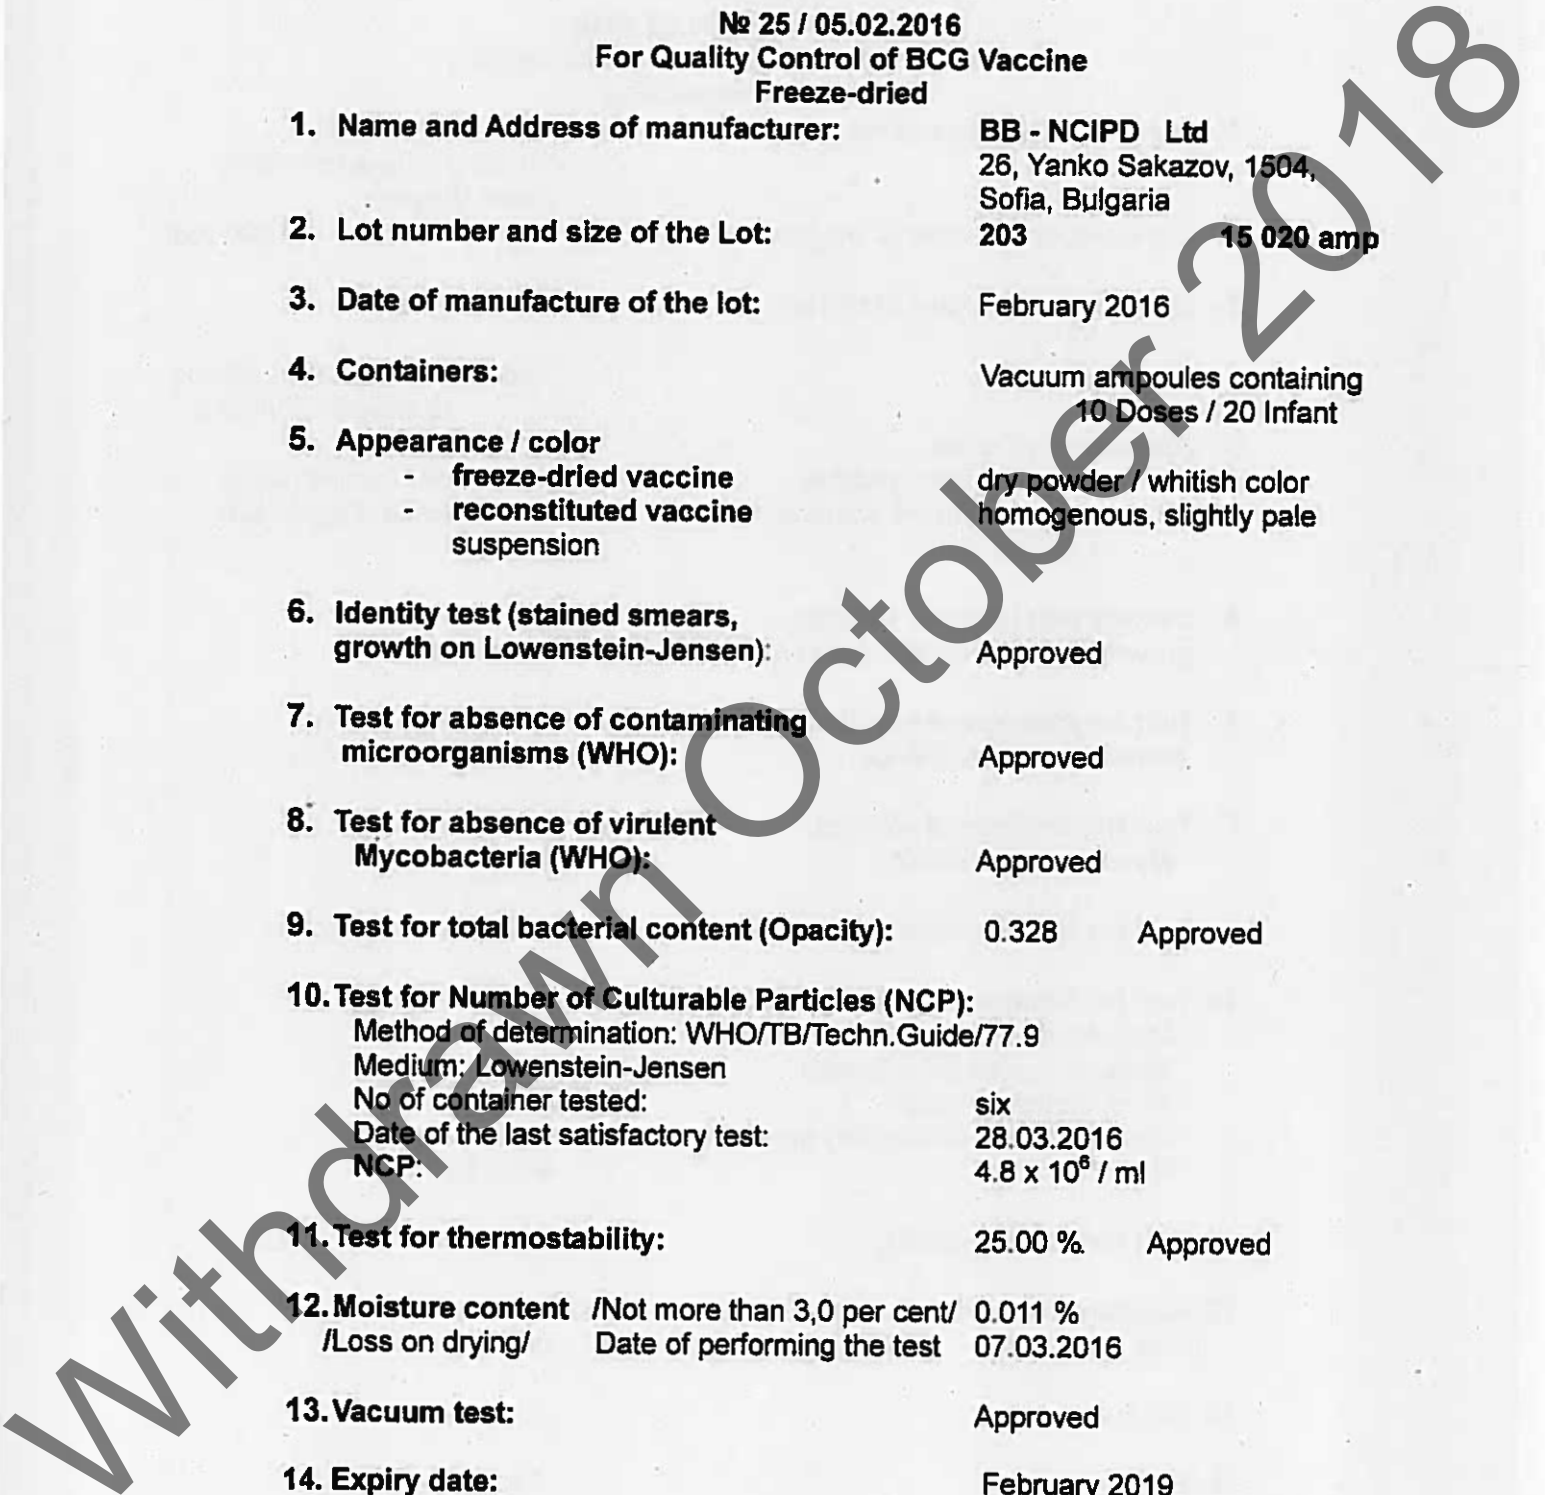 № 25 / 05.02.2016
For Quality Control of BCG Vaccine
Freeze-dried
1. Name and Address of manufacturer: BB - NCIPD Ltd
26, Yanko Sakazov, 1504,
Sofia, Bulgaria
2. Lot number and size of the Lot: 203 15 020 amp
3. Date of manufacture of the lot: February 2016
4. Containers: Vacuum ampoules containing
10 Doses / 20 Infant
5. Appearance / color
- freeze-dried vaccine dry powder / whitish color
- reconstituted vaccine homogenous, slightly pale
suspension
6. Identity test (stained smears,
growth on Lowenstein-Jensen): Approved
7. Test for absence of contaminating
microorganisms (WHO): Approved
8. Test for absence of virulent
Mycobacteria (WHO): Approved
9. Test for total bacterial content (Opacity): 0.328 Approved
10. Test for Number of Culturable Particles (NCP):
Method of determination: WHO/TB/Techn.Guide/77.9
Medium: Lowenstein-Jensen
No of container tested: six
Date of the last satisfactory test: 28.03.2016
NCP: 4.8 x 10⁶ / ml
11. Test for thermostability: 25.00 % Approved
12. Moisture content /Not more than 3,0 per cent/ 0.011 %
/Loss on drying/ Date of performing the test 07.03.2016
13. Vacuum test: Approved
14. Expiry date: February 2019
Withdrawn October 2018